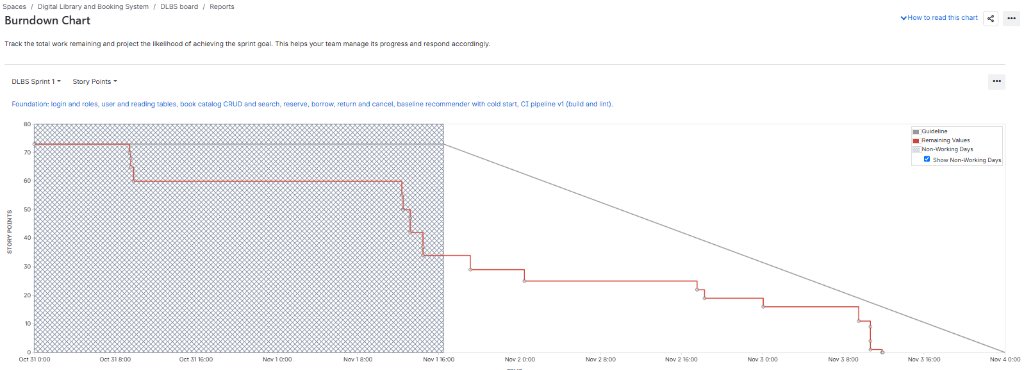 Spaces / Digital Library and Booking System / DLBS board / Reports
Burndown Chart
How to read this chart
Track the total work remaining and project the likelihood of achieving the sprint goal. This helps your team manage its progress and respond accordingly.
DLBS Sprint 1 Story Points
Foundation: login and roles, user and reading tables, book catalog CRUD and search, reserve, borrow, return and cancel, baseline recommender with cold start, CI pipeline v1 (build and lint).
Guideline
Remaining Values
Non-Working Days
Show Non-Working Days
STORY POINTS
80
70
60
50
40
30
20
10
0
Oct 31 0:00 Oct 31 8:00 Oct 31 16:00 Nov 1 0:00 Nov 1 8:00 Nov 1 16:00 Nov 2 0:00 Nov 2 8:00 Nov 2 16:00 Nov 3 0:00 Nov 3 8:00 Nov 3 16:00 Nov 4 0:00